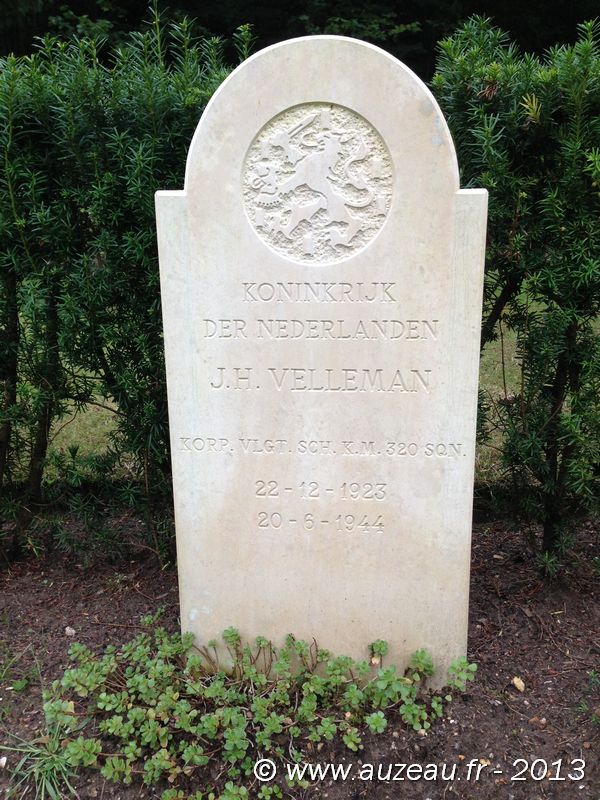 KONINKRIJK
DER NEDERLANDEN
J.H. VELLEMAN
KORP. VLGT. SCH. K.M. 320 SQN.
22-12-1923
20-6-1944
© www.auzeau.fr - 2013